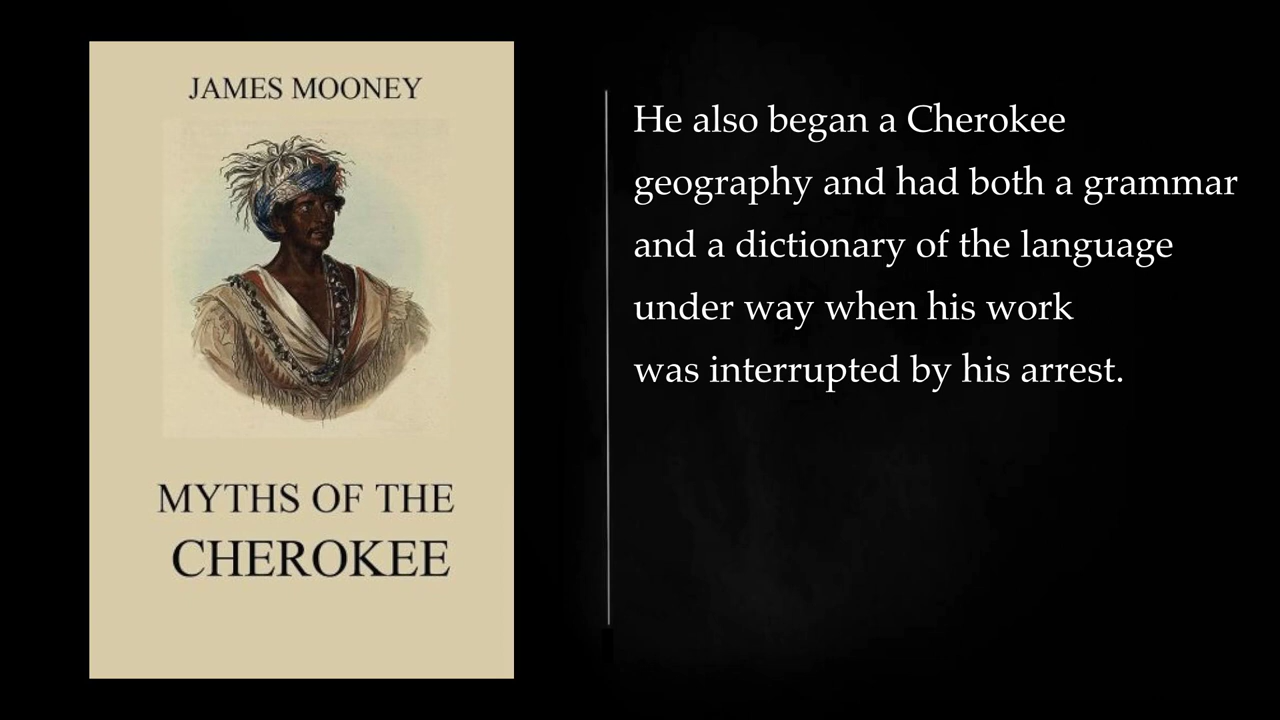 JAMES MOONEY
MYTHS OF THE
CHEROKEE
He also began a Cherokee
geography and had both a grammar
and a dictionary of the language
under way when his work
was interrupted by his arrest.